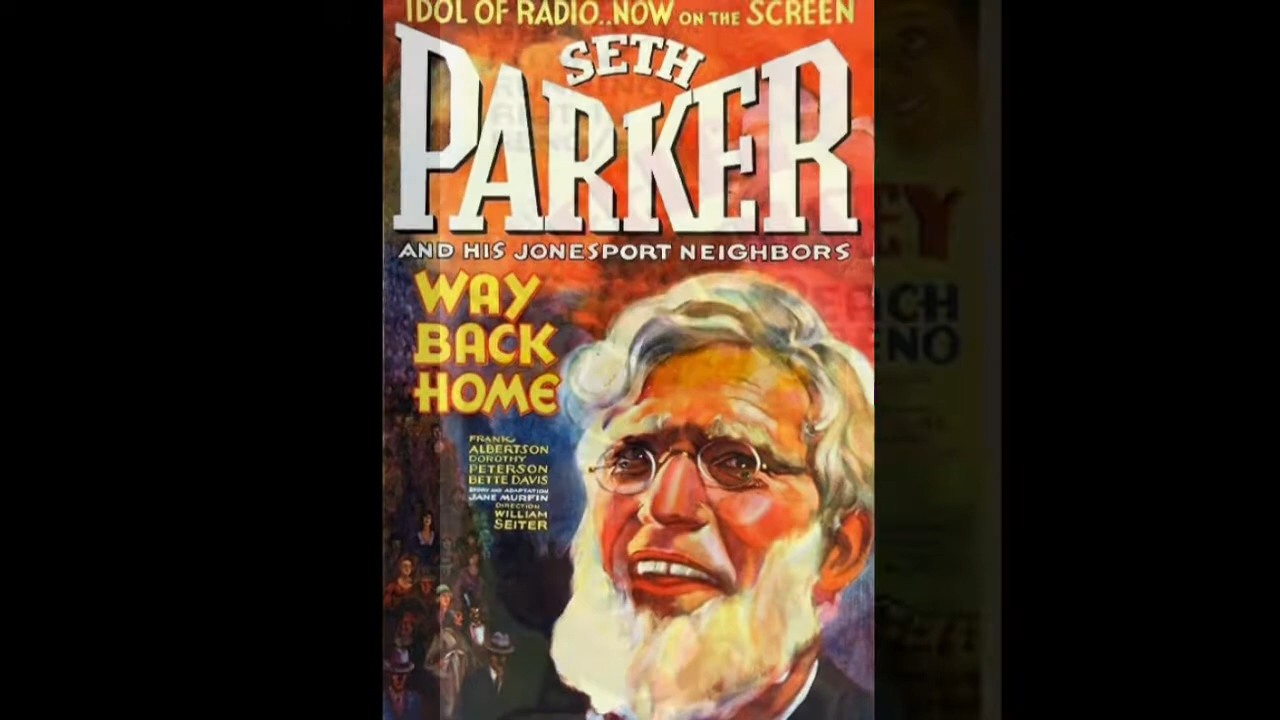 IDOL OF RADIO..NOW ON THE SCREEN
SETH
PARKER
AND HIS JONESPORT NEIGHBORS
WAY
BACK
HOME
FRANK
ALBERTSON
DOROTHY
PETERSON
BETTE DAVIS
STORY AND ADAPTATION
JANE MURFIN
DIRECTION
WILLIAM
SEITER